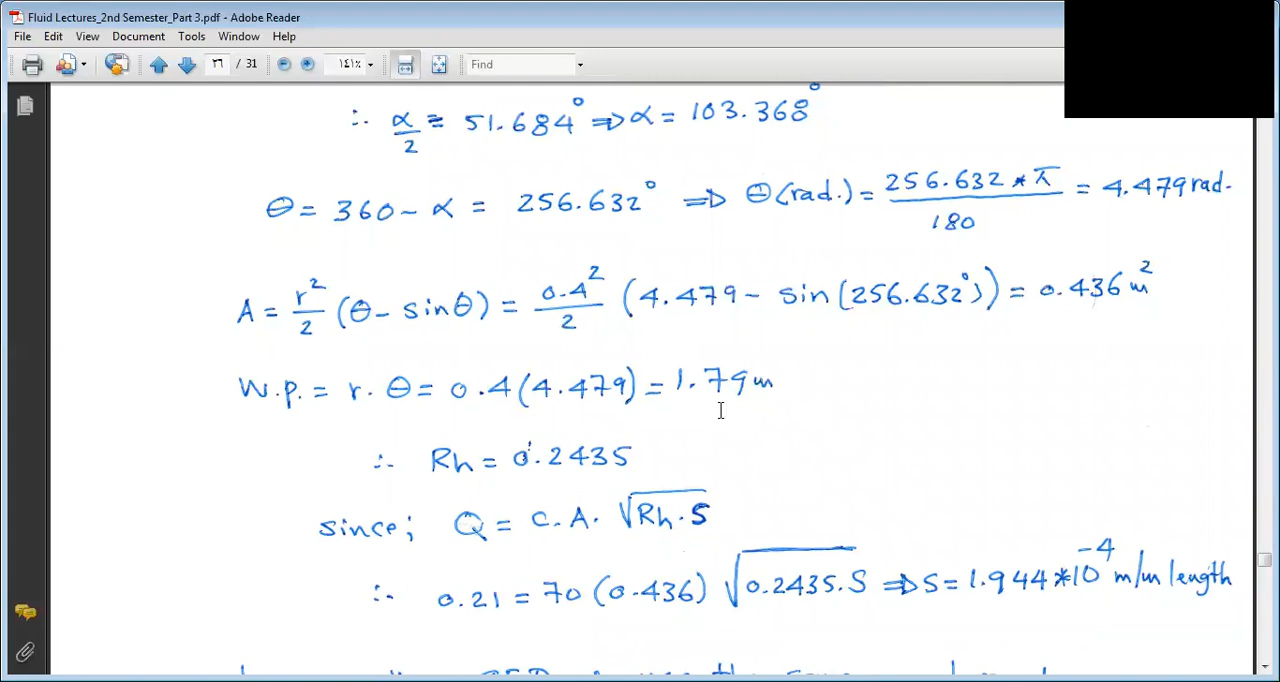 Fluid Lectures_2nd Semester_Part 3.pdf - Adobe Reader
File Edit View Document Tools Window Help
٢٦ / 31 ١٤١٪ Find
∴ α/2 = 51.684° ⇒ α = 103.368°
θ = 360 - α = 256.632° ⇒ θ(rad.) = 256.632 * π / 180 = 4.479 rad.
A = r²/2 (θ - sinθ) = 0.4²/2 (4.479 - sin(256.632°)) = 0.436 m²
W.p. = r. θ = 0.4(4.479) = 1.79 m
∴ Rh = 0.2435
since; Q = C.A. √Rh.S
∴ 0.21 = 70 (0.436) √0.2435.S ⇒ S = 1.944*10⁻⁴ m/m length